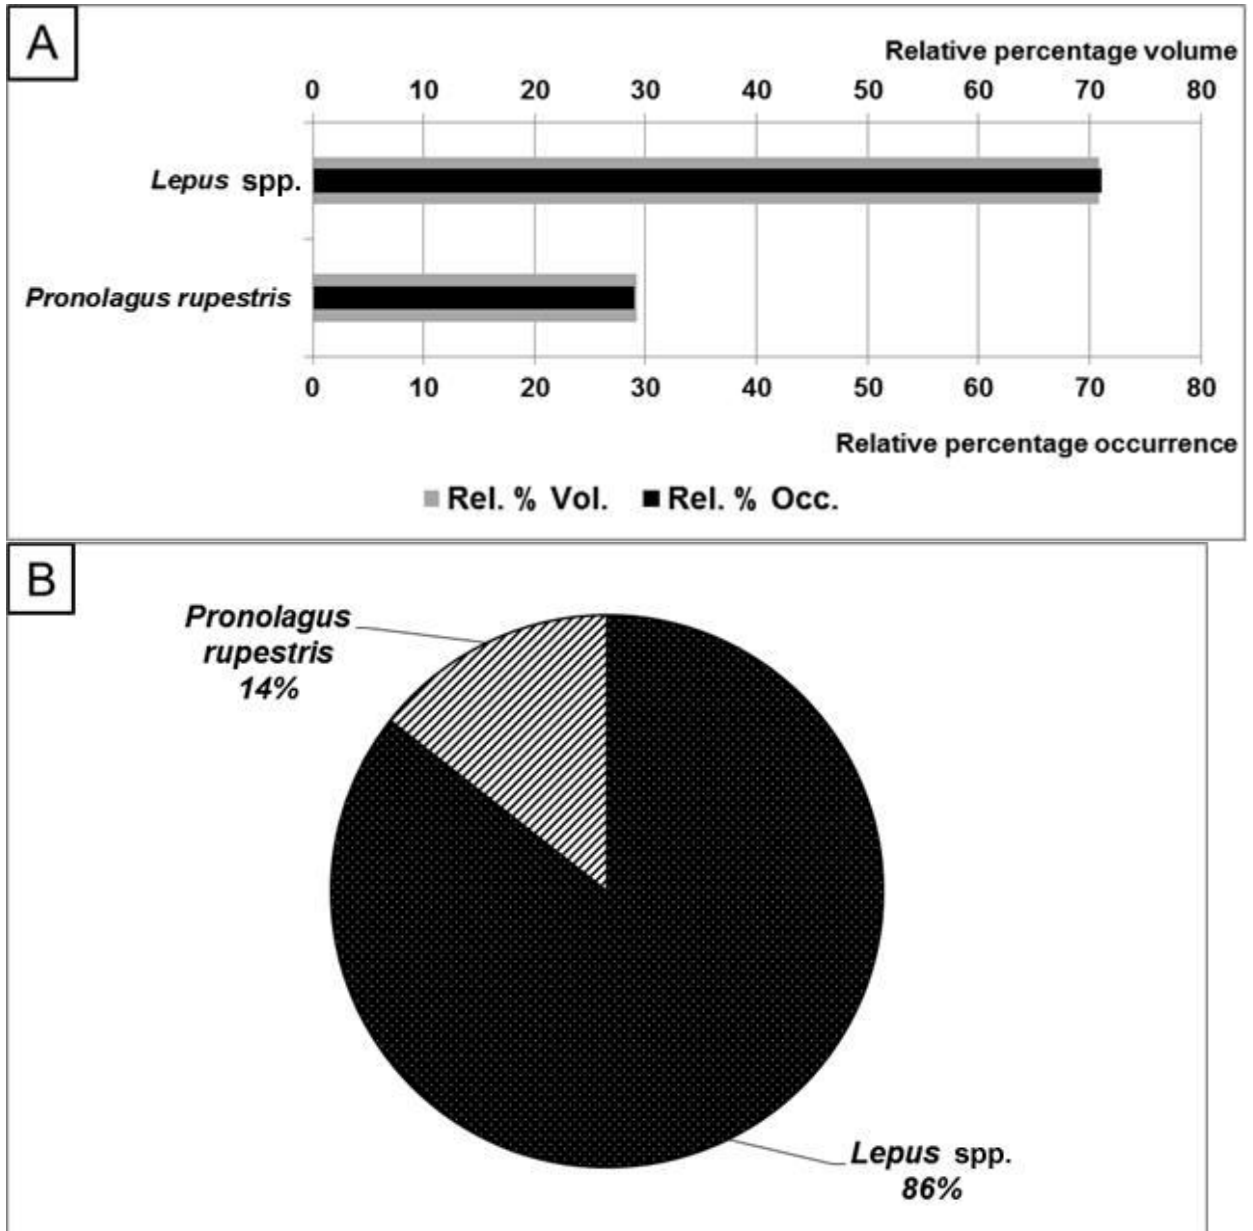 A
Relative percentage volume
0 10 20 30 40 50 60 70 80
Lepus spp.
Pronolagus rupestris
0 10 20 30 40 50 60 70 80
Relative percentage occurrence
Rel. % Vol. Rel. % Occ.
B
Pronolagus
rupestris
14%
Lepus spp.
86%